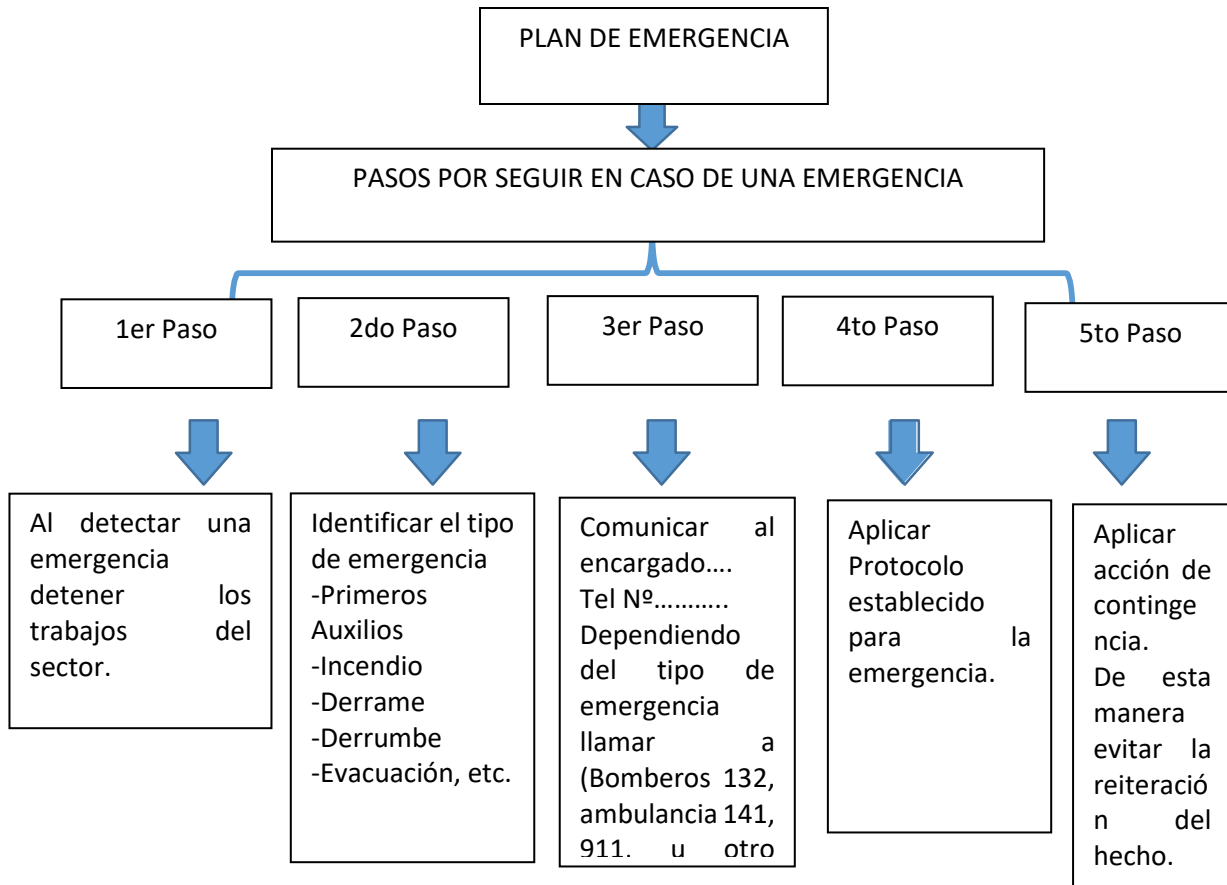 PLAN DE EMERGENCIA
PASOS POR SEGUIR EN CASO DE UNA EMERGENCIA
1er Paso
2do Paso
3er Paso
4to Paso
5to Paso
Al detectar una
emergencia
detener los
trabajos del
sector.
Identificar el tipo
de emergencia
-Primeros
Auxilios
-Incendio
-Derrame
-Derrumbe
-Evacuación, etc.
Comunicar al
encargado....
Tel Nº...........
Dependiendo
del tipo de
emergencia
llamar a
(Bomberos 132,
ambulancia 141,
911. u otro
Aplicar
Protocolo
establecido
para la
emergencia.
Aplicar
acción de
continge
ncia.
De esta
manera
evitar la
reiteració
n del
hecho.